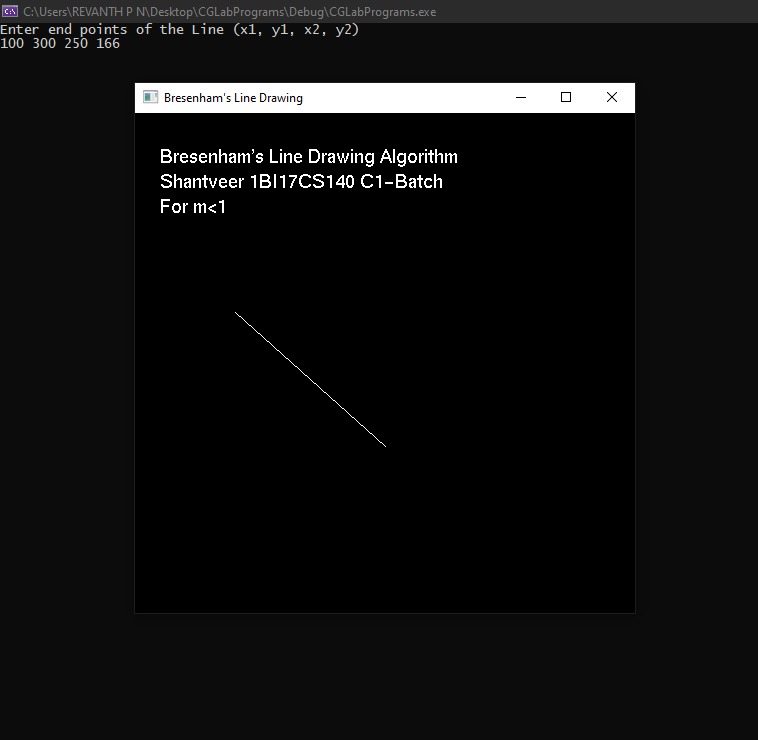 C:\Users\REVANTH P N\Desktop\CGLabPrograms\Debug\CGLabPrograms.exe
Enter end points of the Line (x1, y1, x2, y2)
100 300 250 166
Bresenham's Line Drawing
Bresenham's Line Drawing Algorithm
Shantveer 1BI17CS140 C1-Batch
For m<1